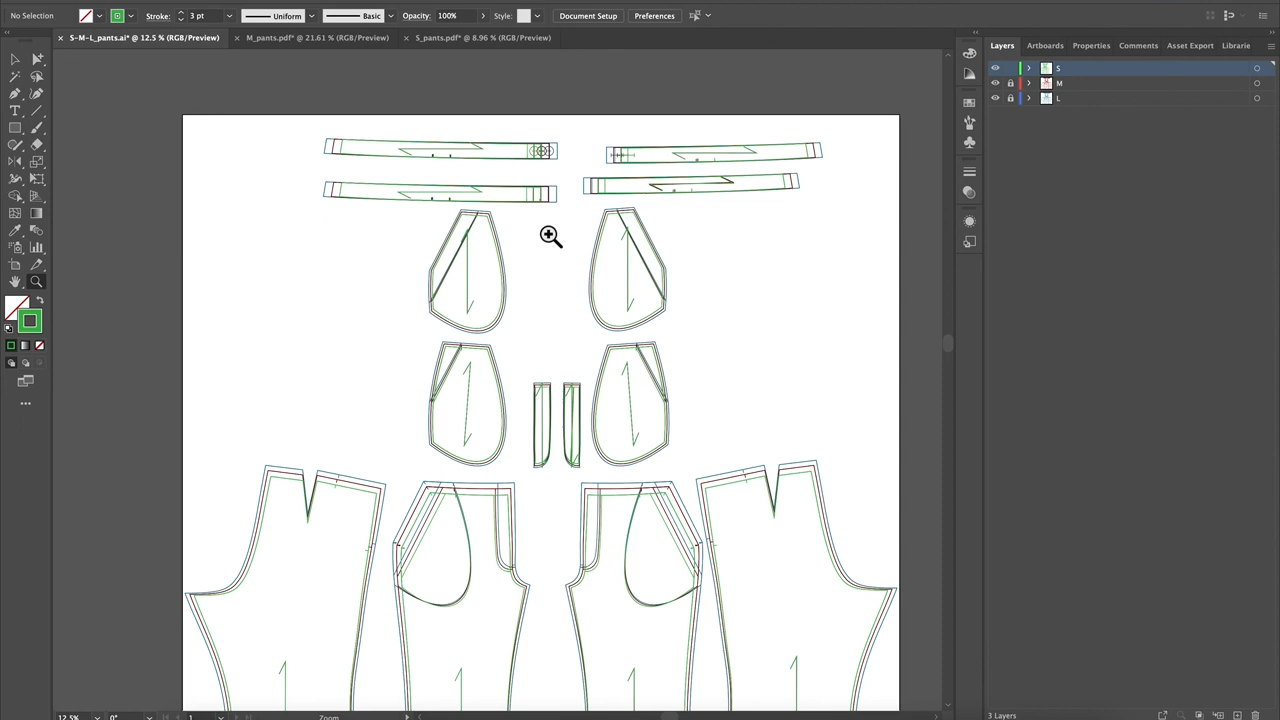 No Selection Stroke: 3 pt Uniform Basic Opacity: 100% Style: Document Setup Preferences
S-M-L_pants.ai* @ 12.5 % (RGB/Preview) M_pants.pdf* @ 21.61 % (RGB/Preview) S_pants.pdf* @ 8.96 % (RGB/Preview)
Layers Artboards Properties Comments Asset Export Librarie
S
M
L
12.5% 0° 1 Zoom
3 Layers